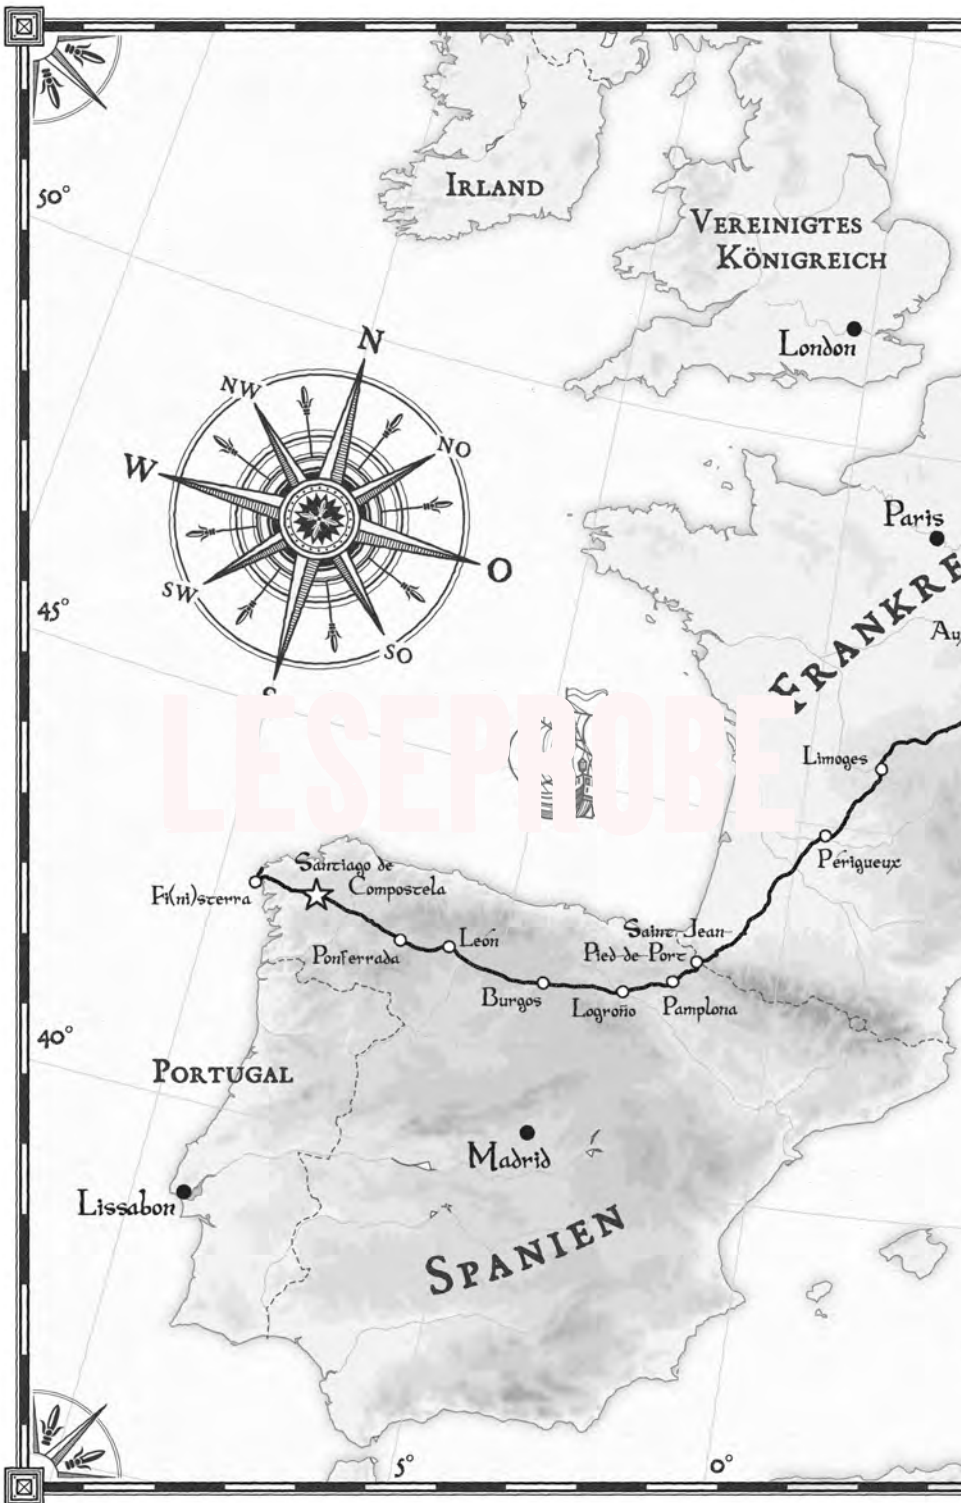 50°
IRLAND
VEREINIGTES
KÖNIGREICH
London
N
NW
NO
W
O
SW
SO
S
Paris
45°
FRANKRE
Au
LESEPROBE
Limoges
Périgueux
Santiago de
Compostela
Fi(ni)sterra
Ponferrada
León
Saint-Jean-
Pied-de-Port
Burgos
Logroño
Pamplona
40°
PORTUGAL
Madrid
Lissabon
SPANIEN
5°
0°